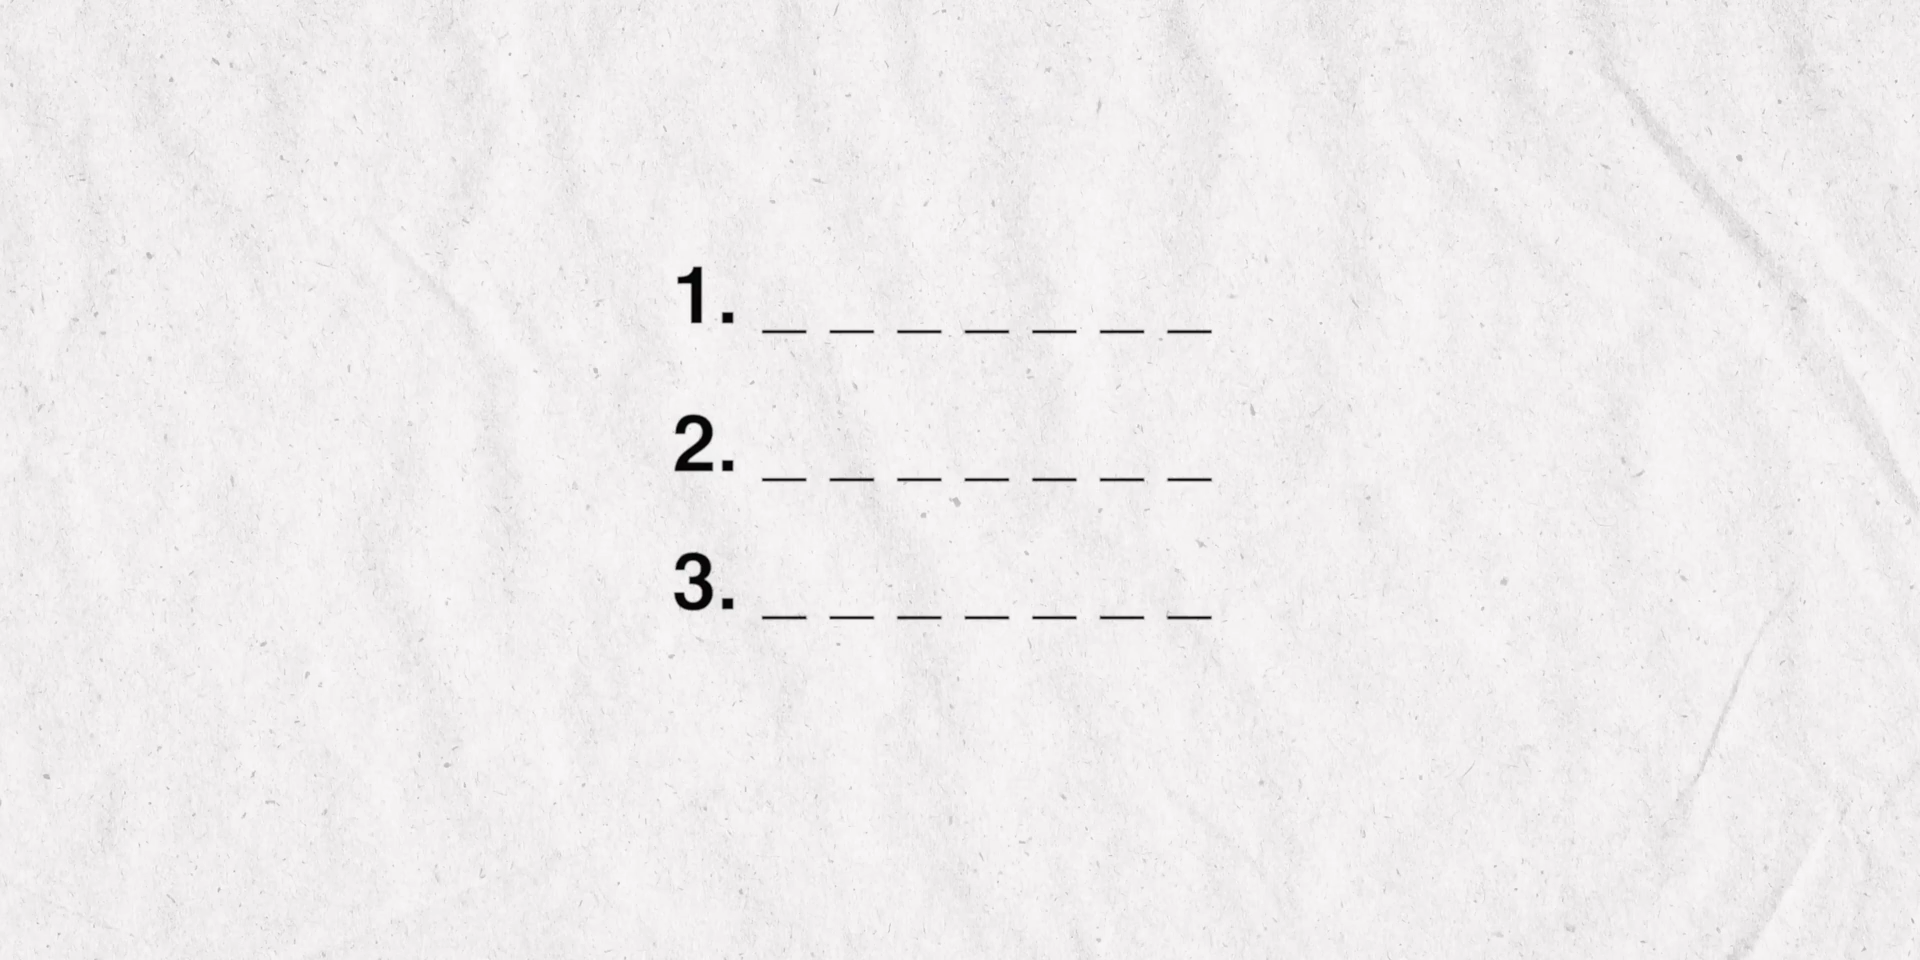 1. _ _ _ _ _ _ _
2. _ _ _ _ _ _ _
3. _ _ _ _ _ _ _